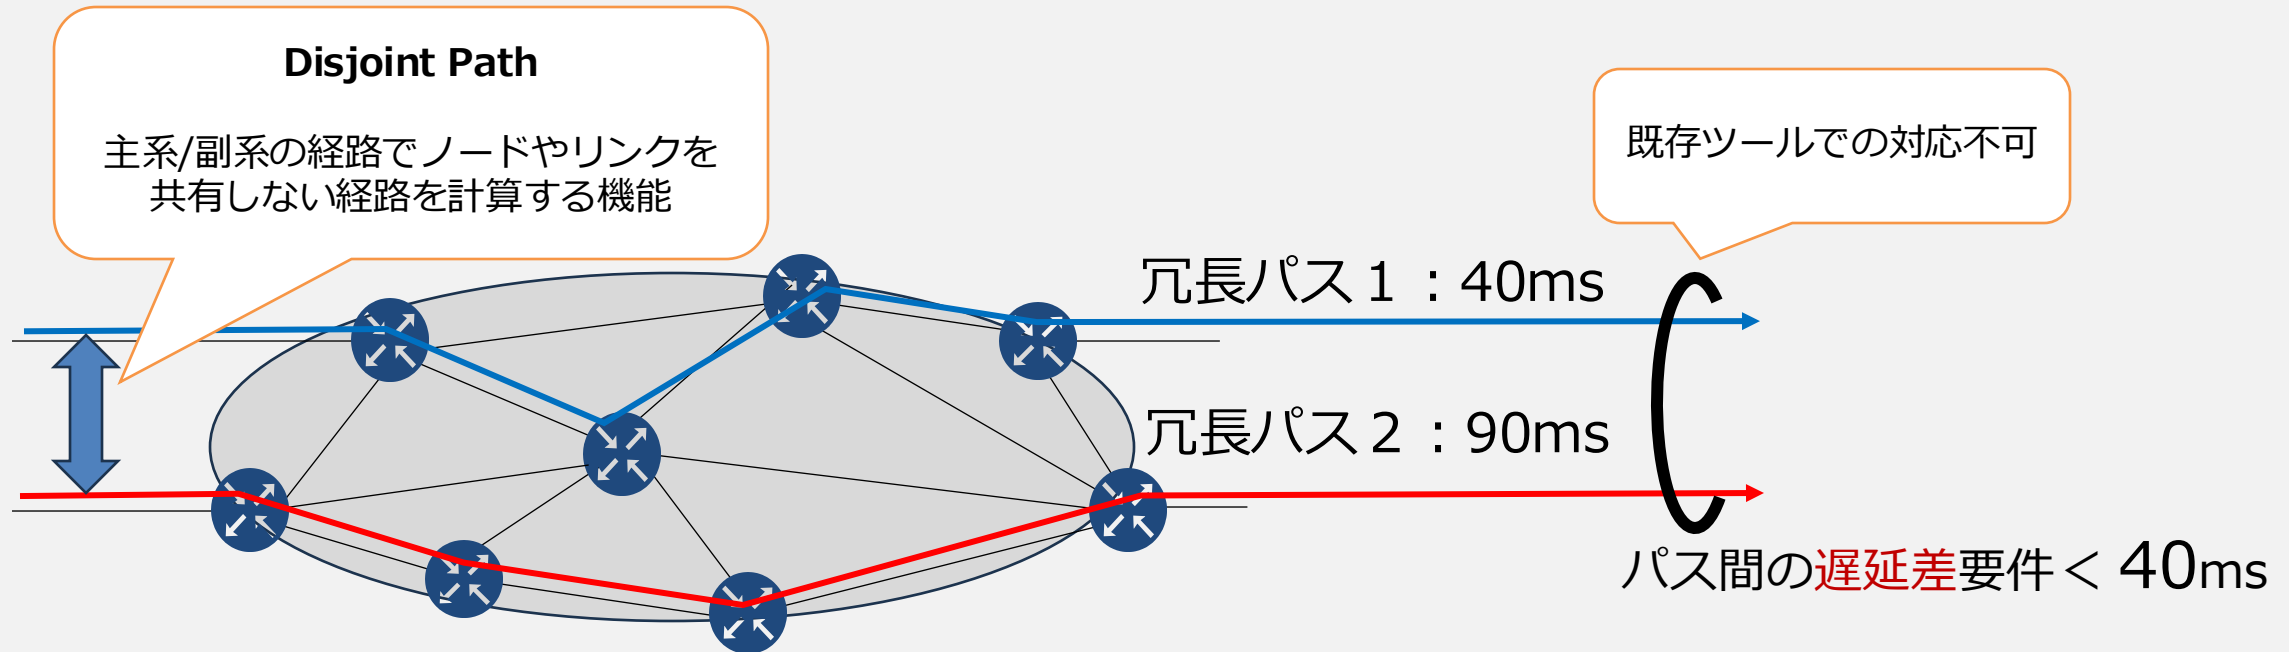 Disjoint Path
主系/副系の経路でノードやリンクを
共有しない経路を計算する機能
既存ツールでの対応不可
冗長パス１：40ms
冗長パス２：90ms
パス間の遅延差要件＜ 40ms